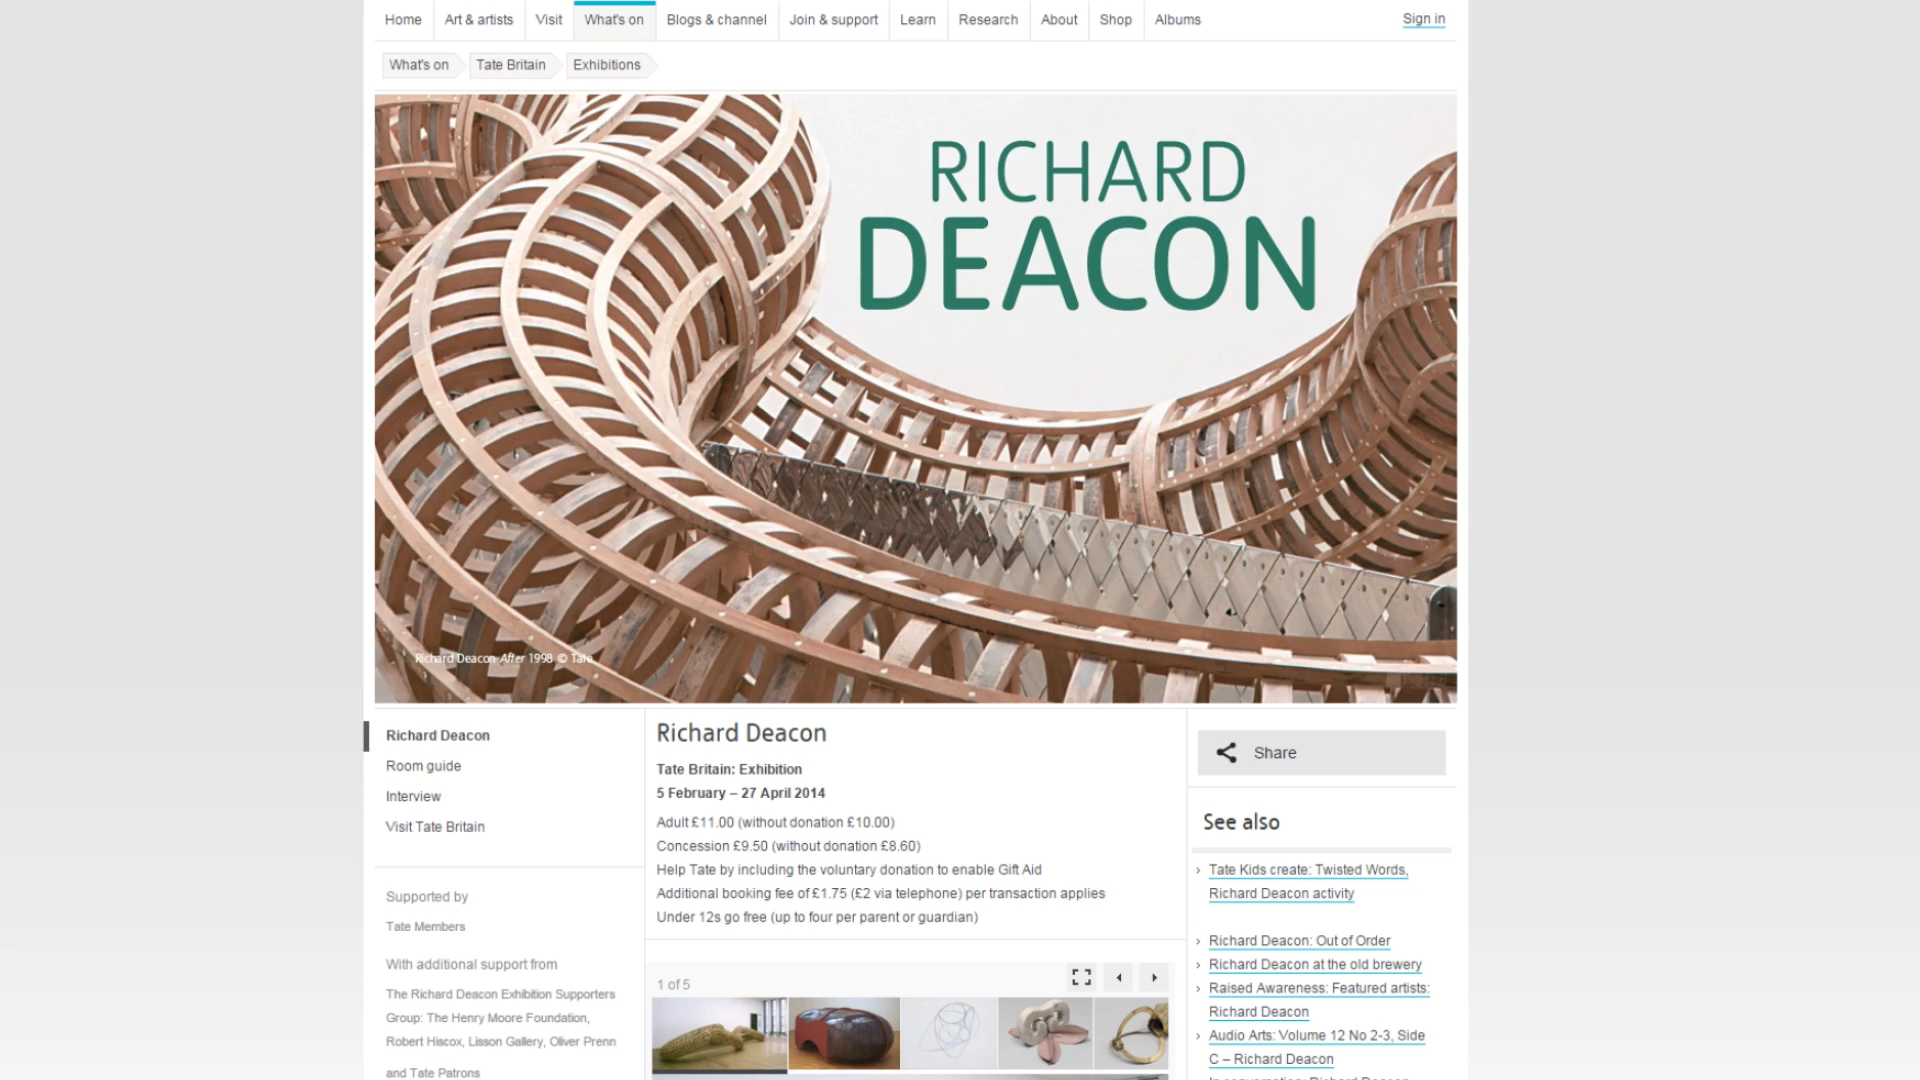 Home Art & artists Visit What's on Blogs & channel Join & support Learn Research About Shop Albums Sign in
What's on Tate Britain Exhibitions
RICHARD
DEACON
Richard Deacon After 1998 © Tate
Richard Deacon
Room guide
Interview
Visit Tate Britain
Supported by
Tate Members
With additional support from
The Richard Deacon Exhibition Supporters
Group: The Henry Moore Foundation,
Robert Hiscox, Lisson Gallery, Oliver Prenn
and Tate Patrons
Richard Deacon
Tate Britain: Exhibition
5 February – 27 April 2014
Adult £11.00 (without donation £10.00)
Concession £9.50 (without donation £8.60)
Help Tate by including the voluntary donation to enable Gift Aid
Additional booking fee of £1.75 (£2 via telephone) per transaction applies
Under 12s go free (up to four per parent or guardian)
1 of 5
Share
See also
Tate Kids create: Twisted Words,
Richard Deacon activity
Richard Deacon: Out of Order
Richard Deacon at the old brewery
Raised Awareness: Featured artists:
Richard Deacon
Audio Arts: Volume 12 No 2-3, Side
C – Richard Deacon